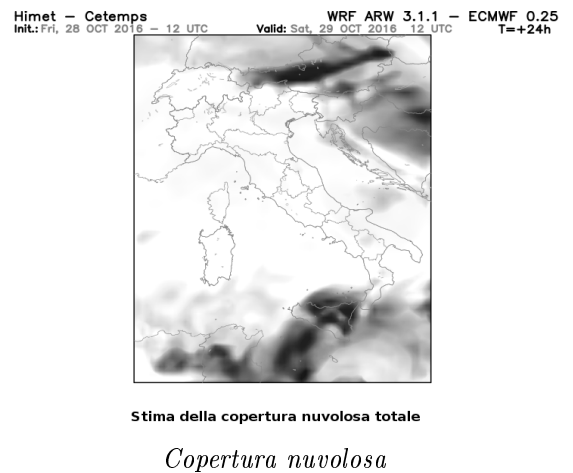 Himet – Cetemps WRF ARW 3.1.1 – ECMWF 0.25
Init.: Fri, 28 OCT 2016 – 12 UTC Valid: Sat, 29 OCT 2016 12 UTC T=+24h
Stima della copertura nuvolosa totale
Copertura nuvolosa